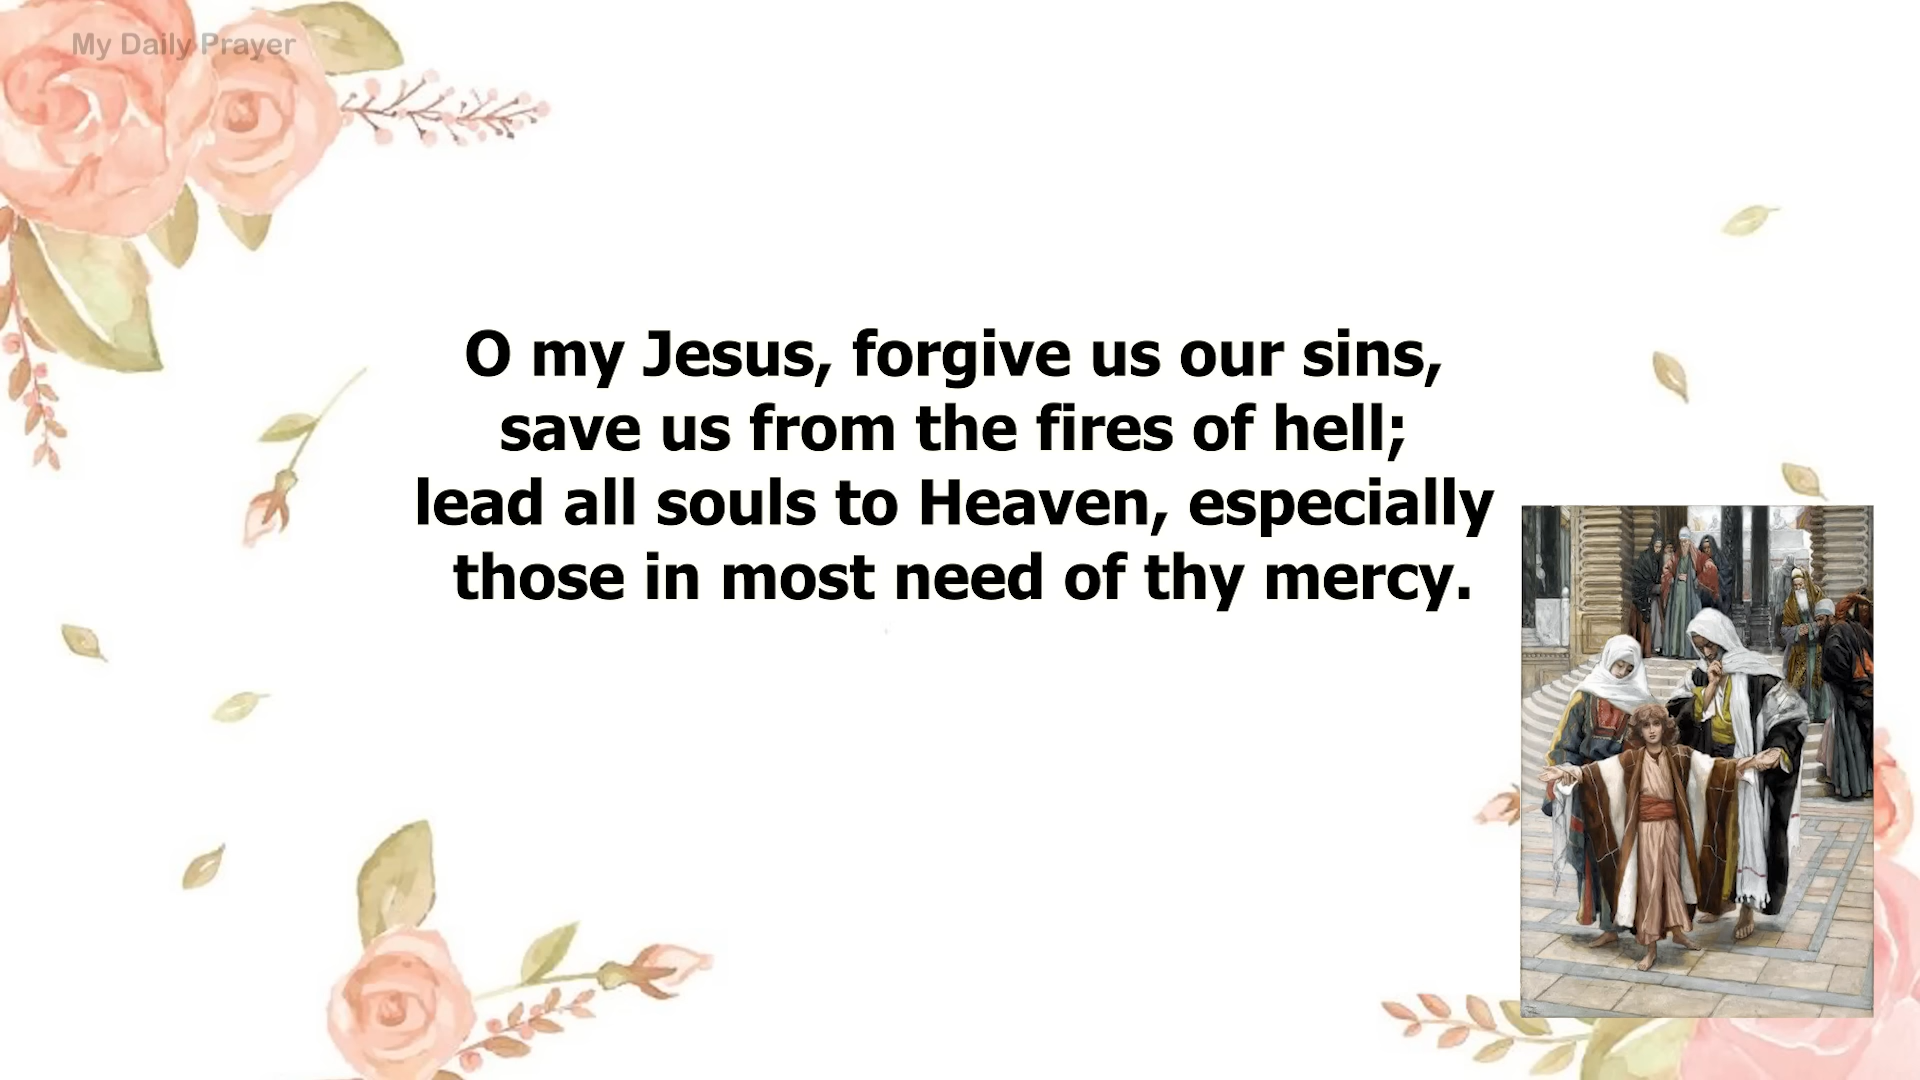 My Daily Prayer
O my Jesus, forgive us our sins,
save us from the fires of hell;
lead all souls to Heaven, especially
those in most need of thy mercy.